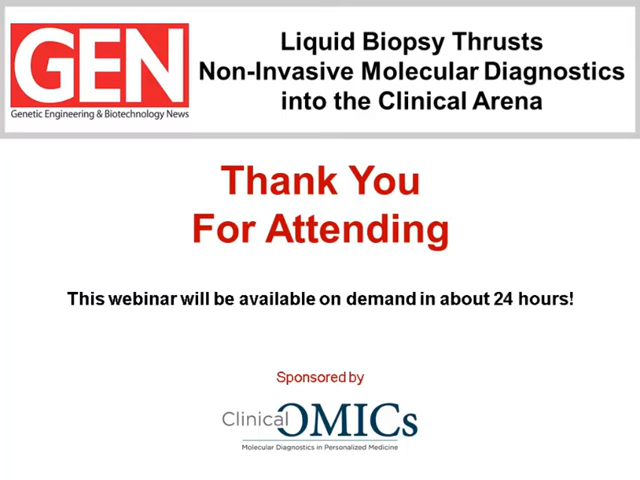 GEN
Genetic Engineering & Biotechnology News
Liquid Biopsy Thrusts
Non-Invasive Molecular Diagnostics
into the Clinical Arena
Thank You
For Attending
This webinar will be available on demand in about 24 hours!
Sponsored by
Clinical OMICs
Molecular Diagnostics in Personalized Medicine